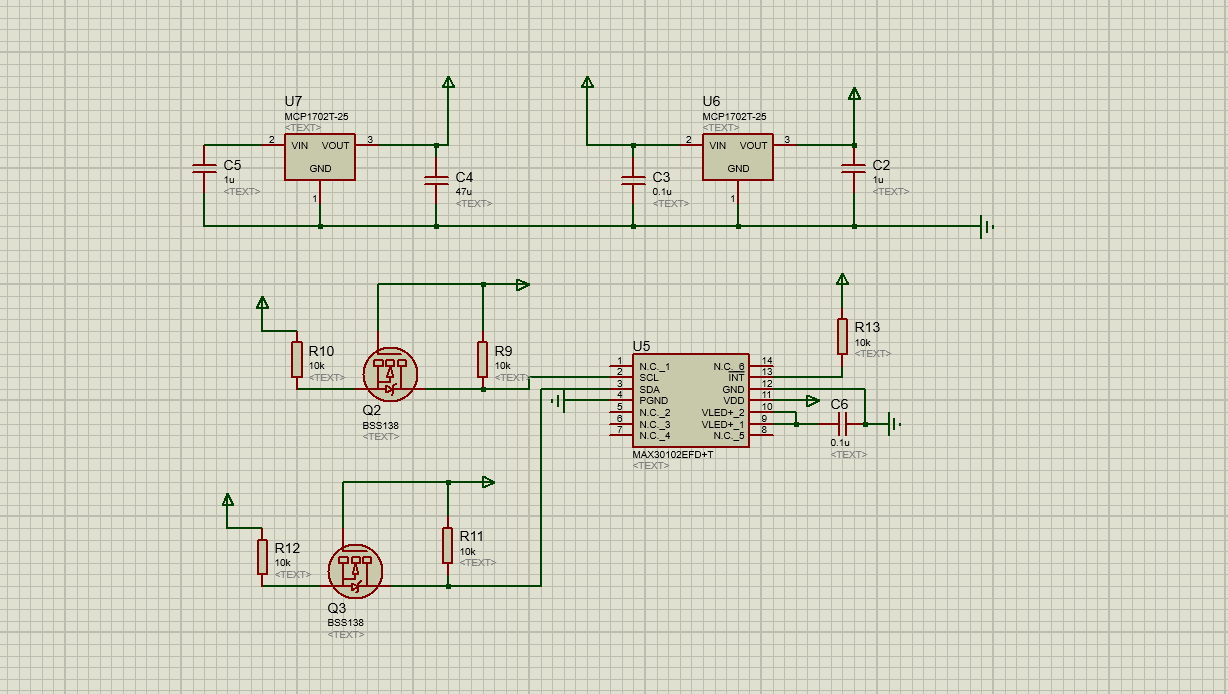 U7
MCP1702T-25
<TEXT>
2
VIN
VOUT
3
GND
1
C5
1u
<TEXT>
C4
47u
<TEXT>
U6
MCP1702T-25
<TEXT>
2
VIN
VOUT
3
GND
1
C3
0.1u
<TEXT>
C2
1u
<TEXT>
R10
10k
<TEXT>
Q2
BSS138
<TEXT>
R9
10k
<TEXT>
U5
1
N.C._1
2
SCL
3
SDA
4
PGND
5
N.C._2
6
N.C._3
7
N.C._4
14
N.C._6
13
INT
12
GND
11
VDD
10
VLED+_2
9
VLED+_1
8
N.C._5
MAX30102EFD+T
<TEXT>
R13
10k
<TEXT>
C6
0.1u
<TEXT>
R12
10k
<TEXT>
Q3
BSS138
<TEXT>
R11
10k
<TEXT>